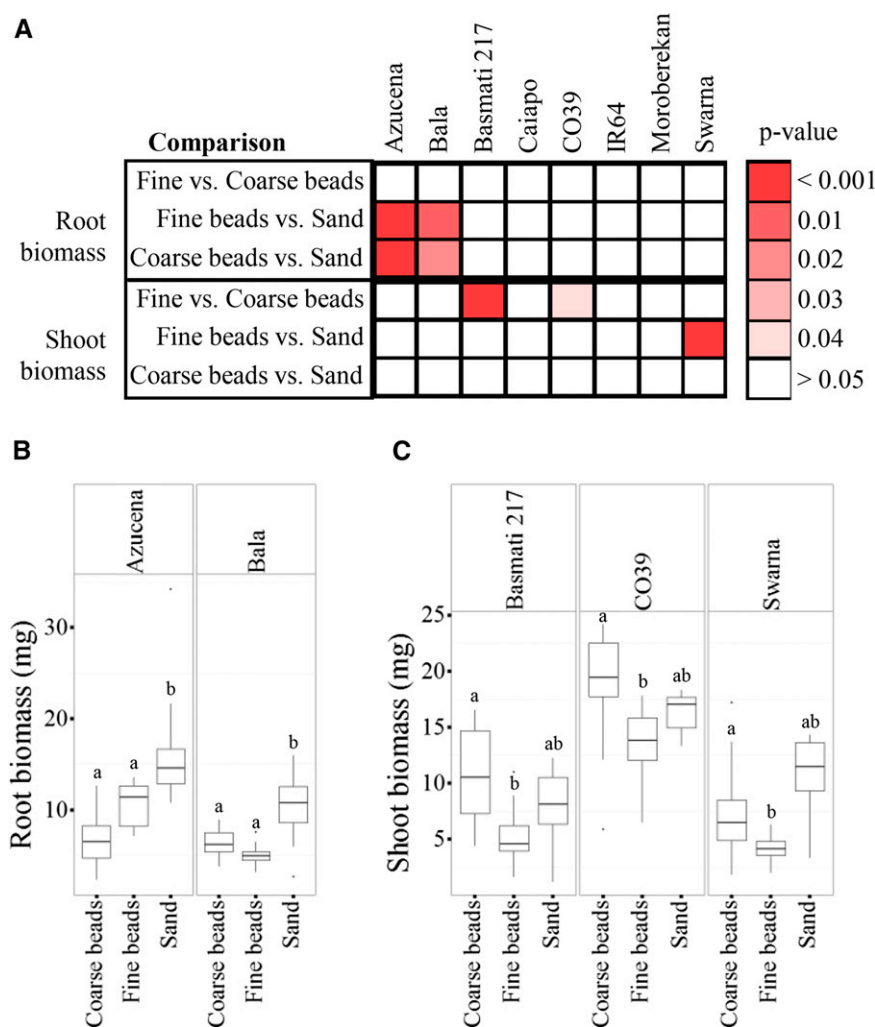 A
Azucena
Bala
Basmati 217
Caiapo
CO39
IR64
Moroberekan
Swarna
p-value
Comparison
Root biomass
Fine vs. Coarse beads
Fine beads vs. Sand
Coarse beads vs. Sand
Shoot biomass
Fine vs. Coarse beads
Fine beads vs. Sand
Coarse beads vs. Sand
< 0.001
0.01
0.02
0.03
0.04
> 0.05
B
Azucena
Bala
Root biomass (mg)
30
20
10
a
a
b
a
a
b
Coarse beads
Fine beads
Sand
Coarse beads
Fine beads
Sand
C
Basmati 217
CO39
Swarna
Shoot biomass (mg)
25
20
15
10
5
a
b
ab
a
b
ab
a
b
ab
Coarse beads
Fine beads
Sand
Coarse beads
Fine beads
Sand
Coarse beads
Fine beads
Sand